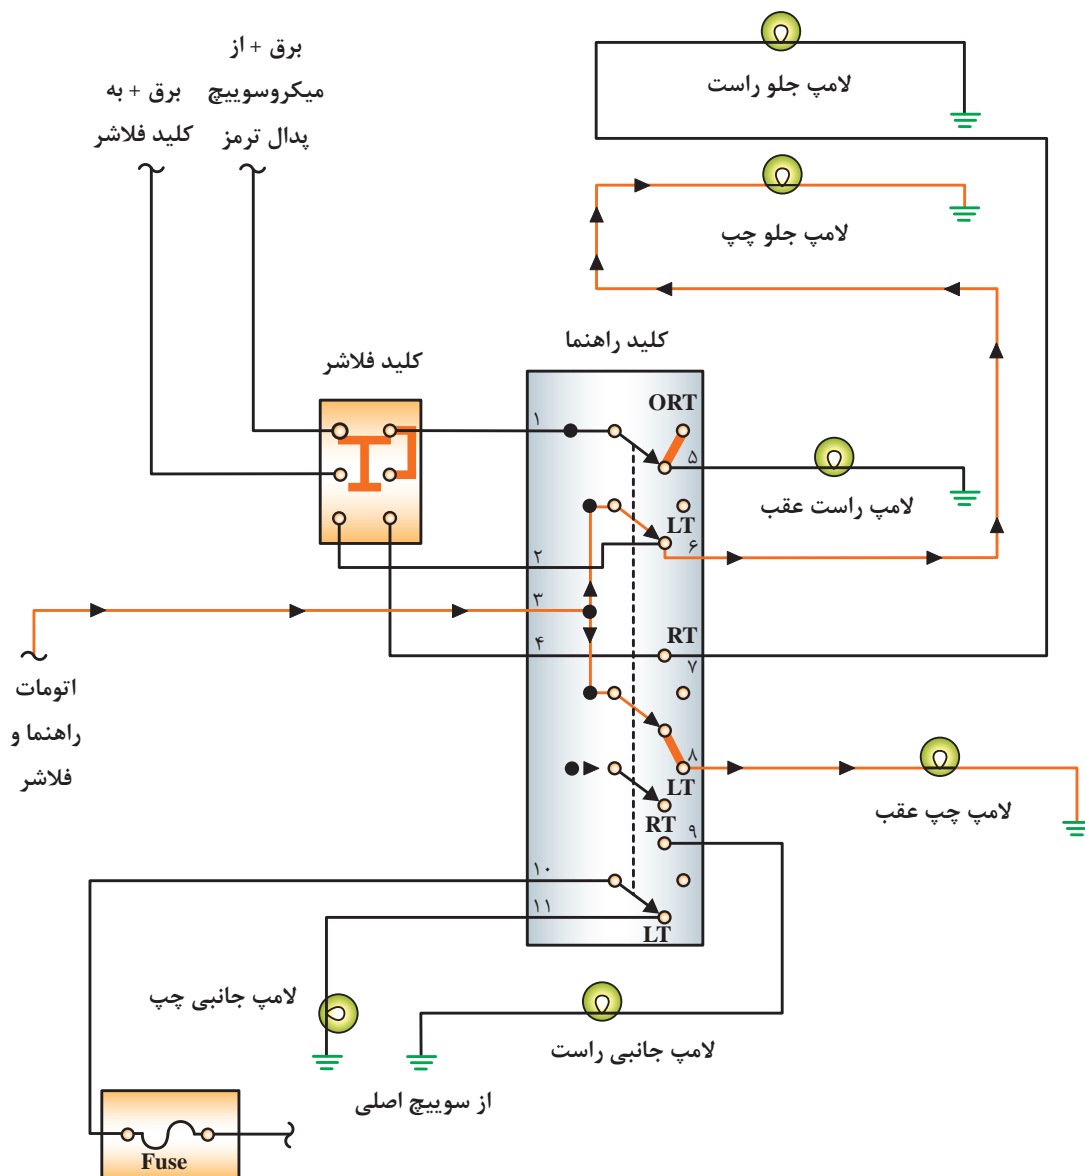 برق + از
میکروسوییچ
پدال ترمز
برق + به
کلید فلاشر
لامپ جلو راست
لامپ جلو چپ
کلید راهنما
کلید فلاشر
ORT
۱
۵
لامپ راست عقب
LT
۶
۲
۳
RT
۴
۷
اتومات
راهنما و
فلاشر
۸
LT
لامپ چپ عقب
RT
۹
۱۰
۱۱
LT
لامپ جانبی چپ
لامپ جانبی راست
از سوییچ اصلی
Fuse